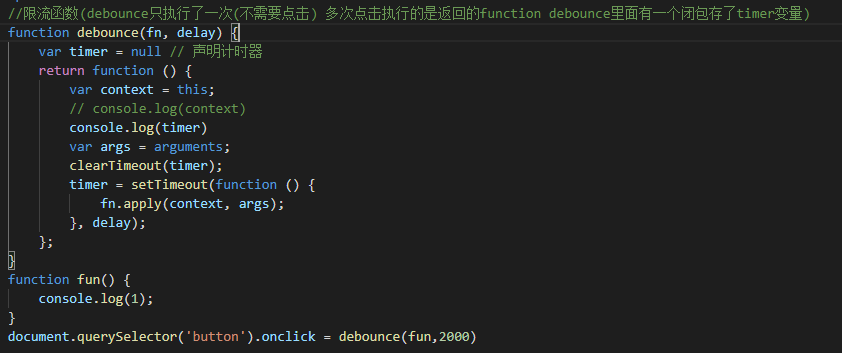 //限流函数(debounce只执行了一次(不需要点击) 多次点击执行的是返回的function debounce里面有一个闭包存了timer变量)
function debounce(fn, delay) {
    var timer = null // 声明计时器
    return function () {
        var context = this;
        // console.log(context)
        console.log(timer)
        var args = arguments;
        clearTimeout(timer);
        timer = setTimeout(function () {
            fn.apply(context, args);
        }, delay);
    };
}
function fun() {
    console.log(1);
}
document.querySelector('button').onclick = debounce(fun,2000)